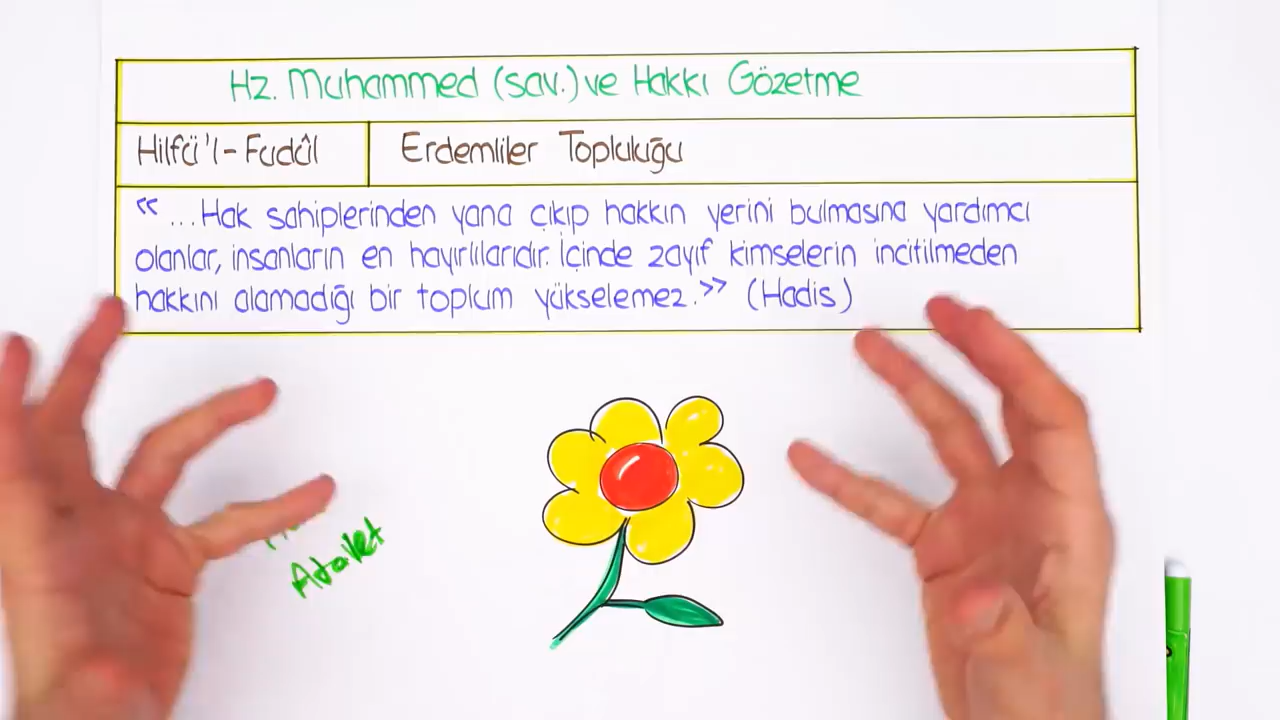 Hz. Muhammed (sav.) ve Hakkı Gözetme
Hilfü'l-Fudûl Erdemliler Topluluğu
"...Hak sahiplerinden yana çıkıp hakkın yerini bulmasına yardımcı
olanlar, insanların en hayırlılarıdır. İçinde zayıf kimselerin incitilmeden
hakkını alamadığı bir toplum yükselemez." (Hadis)
Adalet